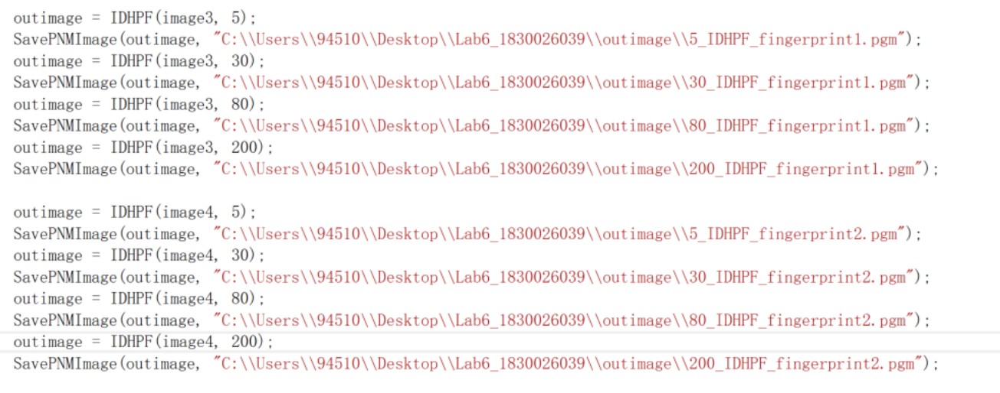 outimage = IDHPF(image3, 5);
SavePNMImage(outimage, "C:\\Users\\94510\\Desktop\\Lab6_1830026039\\outimage\\5_IDHPF_fingerprint1.pgm");
outimage = IDHPF(image3, 30);
SavePNMImage(outimage, "C:\\Users\\94510\\Desktop\\Lab6_1830026039\\outimage\\30_IDHPF_fingerprint1.pgm");
outimage = IDHPF(image3, 80);
SavePNMImage(outimage, "C:\\Users\\94510\\Desktop\\Lab6_1830026039\\outimage\\80_IDHPF_fingerprint1.pgm");
outimage = IDHPF(image3, 200);
SavePNMImage(outimage, "C:\\Users\\94510\\Desktop\\Lab6_1830026039\\outimage\\200_IDHPF_fingerprint1.pgm");
outimage = IDHPF(image4, 5);
SavePNMImage(outimage, "C:\\Users\\94510\\Desktop\\Lab6_1830026039\\outimage\\5_IDHPF_fingerprint2.pgm");
outimage = IDHPF(image4, 30);
SavePNMImage(outimage, "C:\\Users\\94510\\Desktop\\Lab6_1830026039\\outimage\\30_IDHPF_fingerprint2.pgm");
outimage = IDHPF(image4, 80);
SavePNMImage(outimage, "C:\\Users\\94510\\Desktop\\Lab6_1830026039\\outimage\\80_IDHPF_fingerprint2.pgm");
outimage = IDHPF(image4, 200);
SavePNMImage(outimage, "C:\\Users\\94510\\Desktop\\Lab6_1830026039\\outimage\\200_IDHPF_fingerprint2.pgm");